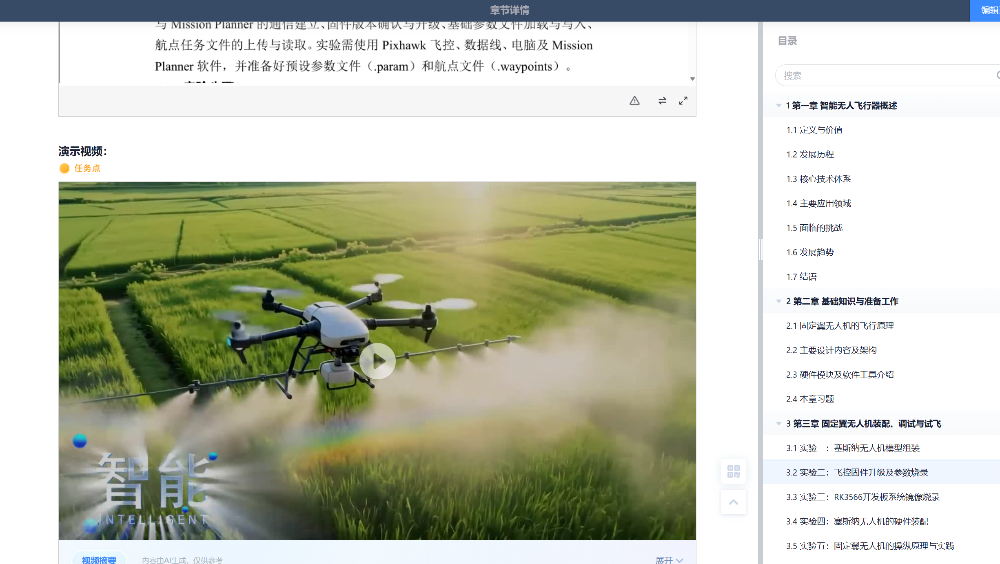 章节详情
编辑
与 Mission Planner 的通信建立、固件版本确认与升级、基础参数文件加载与写入、
航点任务文件的上传与读取。实验需使用 Pixhawk 飞控、数据线、电脑及 Mission
Planner 软件，并准备好预设参数文件（.param）和航点文件（.waypoints）。
演示视频：
任务点
智能
INTELLIGENT
视频摘要
内容由AI生成，仅供参考
展开
目录
搜索
1 第一章 智能无人飞行器概述
1.1 定义与价值
1.2 发展历程
1.3 核心技术体系
1.4 主要应用领域
1.5 面临的挑战
1.6 发展趋势
1.7 结语
2 第二章 基础知识与准备工作
2.1 固定翼无人机的飞行原理
2.2 主要设计内容及架构
2.3 硬件模块及软件工具介绍
2.4 本章习题
3 第三章 固定翼无人机装配、调试与试飞
3.1 实验一：塞斯纳无人机模型组装
3.2 实验二：飞控固件升级及参数烧录
3.3 实验三：RK3566开发板系统镜像烧录
3.4 实验四：塞斯纳无人机的硬件装配
3.5 实验五：固定翼无人机的操纵原理与实践